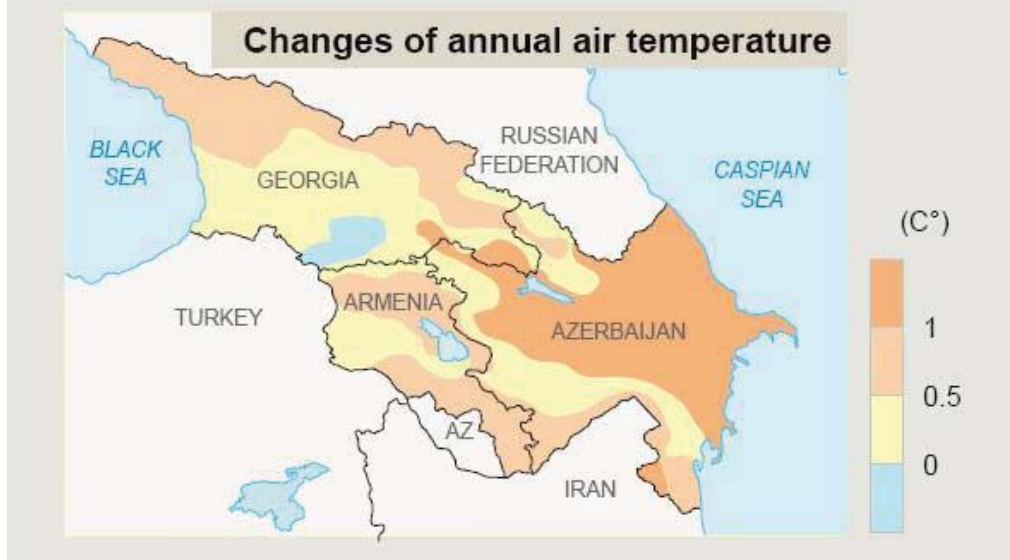 Changes of annual air temperature
BLACK
SEA
GEORGIA
RUSSIAN
FEDERATION
CASPIAN
SEA
(C°)
TURKEY
ARMENIA
AZERBAIJAN
1
0.5
AZ
0
IRAN